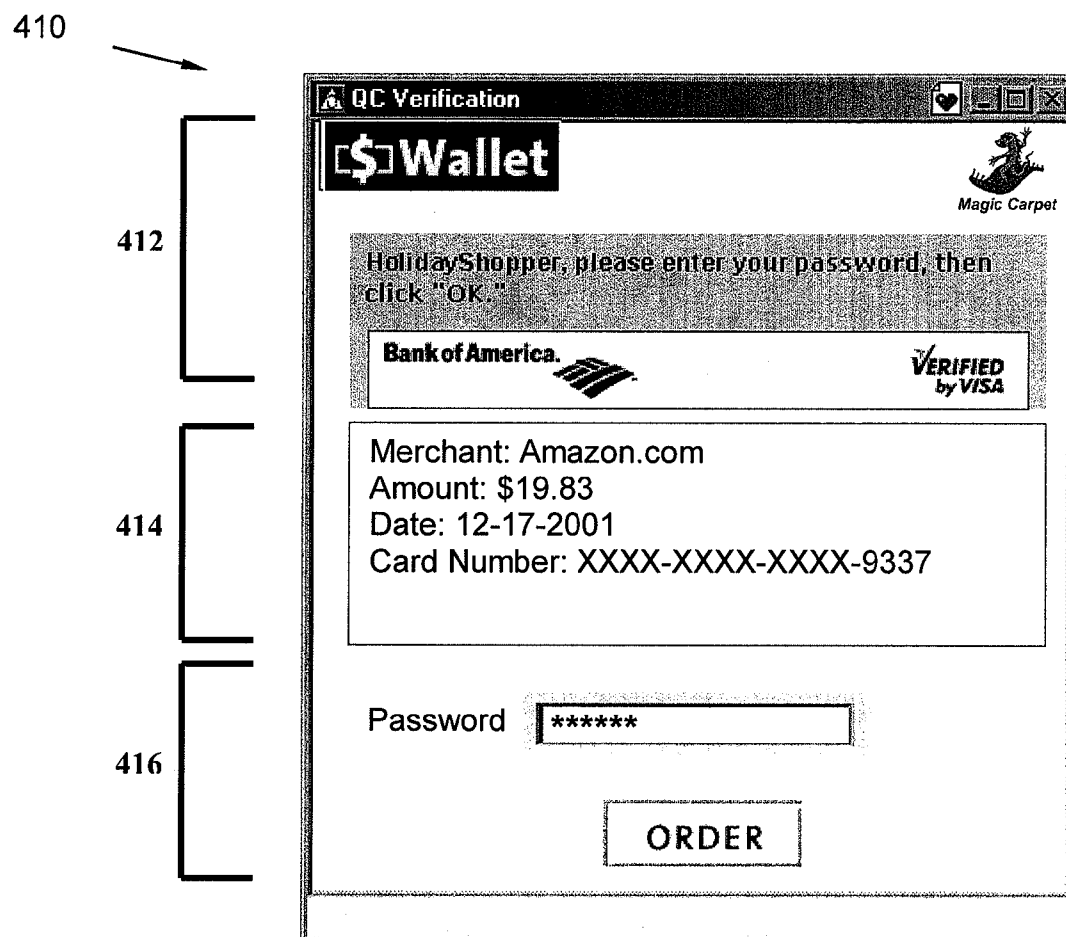 410
QC Verification
[$]Wallet
Magic Carpet
412
HolidayShopper, please enter your password, then
click "OK."
Bank of America.
VERIFIED
by VISA
414
Merchant: Amazon.com
Amount: $19.83
Date: 12-17-2001
Card Number: XXXX-XXXX-XXXX-9337
416
Password ******
ORDER